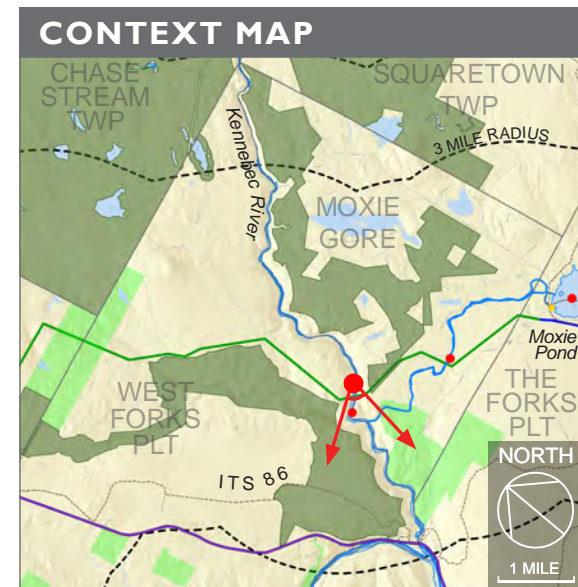 CONTEXT MAP
CHASE
STREAM
TWP
SQUARETOWN
TWP
Kennebec River
3 MILE RADIUS
MOXIE
GORE
Moxie
Pond
WEST
FORKS
PLT
THE
FORKS
PLT
ITS 86
NORTH
1 MILE